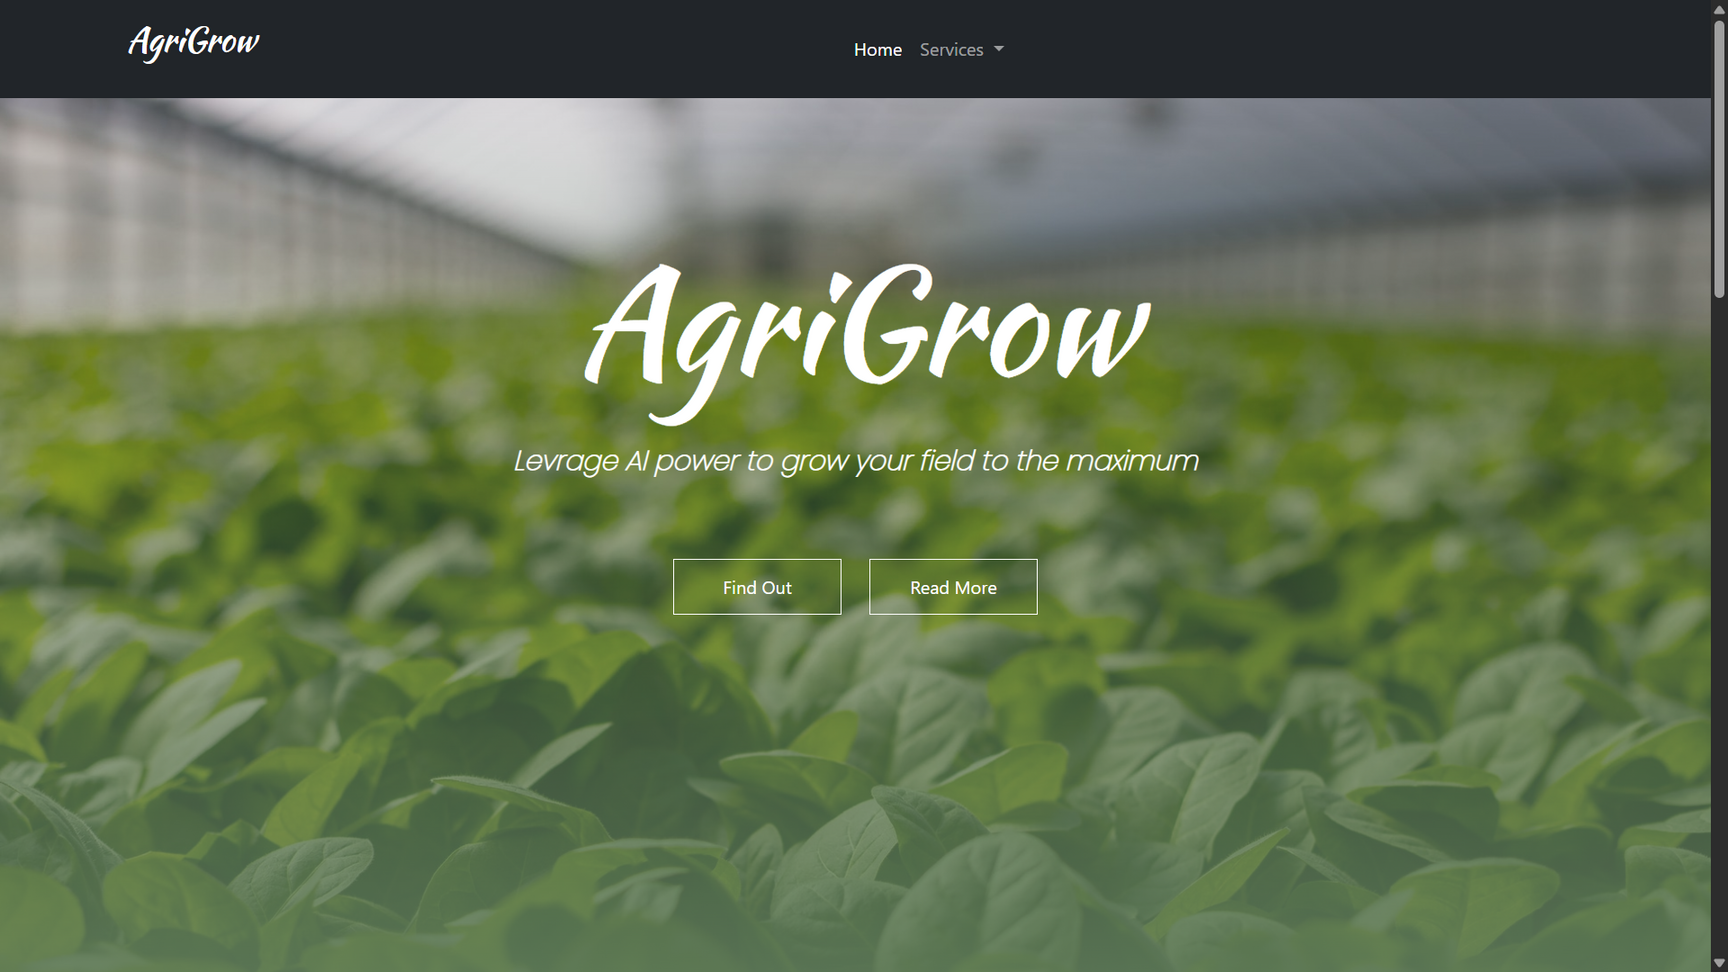 AgriGrow
Home Services
AgriGrow
Levrage AI power to grow your field to the maximum
Find Out Read More